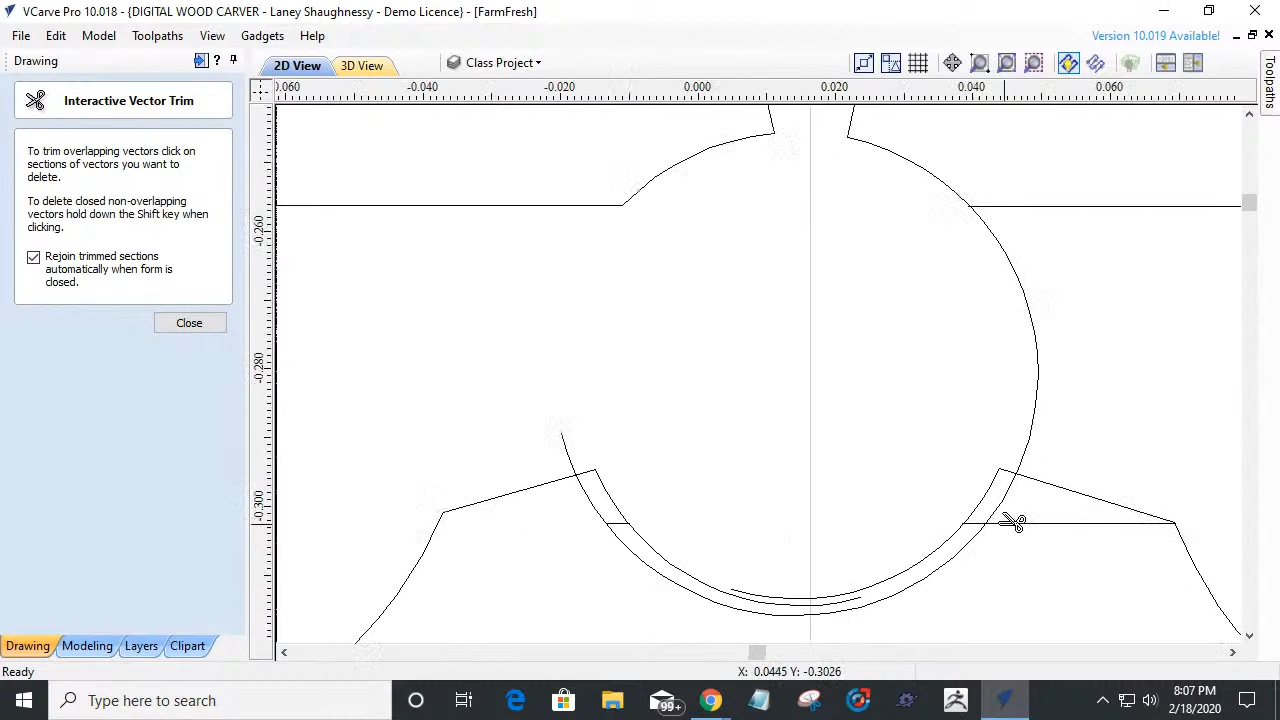 VCarve Pro 10.018 - {DIGITAL WOOD CARVER - Laney Shaughnessy - Demo Licence} - [FarmFresh]
File Edit Model Toolpaths View Gadgets Help
Version 10.019 Available!
Drawing
2D View 3D View
Class Project
Toolpaths
Interactive Vector Trim
To trim overlapping vectors click on
sections of vectors you want to
delete.
To delete closed non-overlapping
vectors hold down the Shift key when
clicking.
Rejoin trimmed sections
automatically when form is
closed.
Close
0.060 -0.040 -0.020 0.000 0.020 0.040 0.060
-0.260
-0.280
-0.300
Drawing Modeling Layers Clipart
Ready
X: 0.0445 Y: -0.3026
Type here to search
99+
8:07 PM
2/18/2020